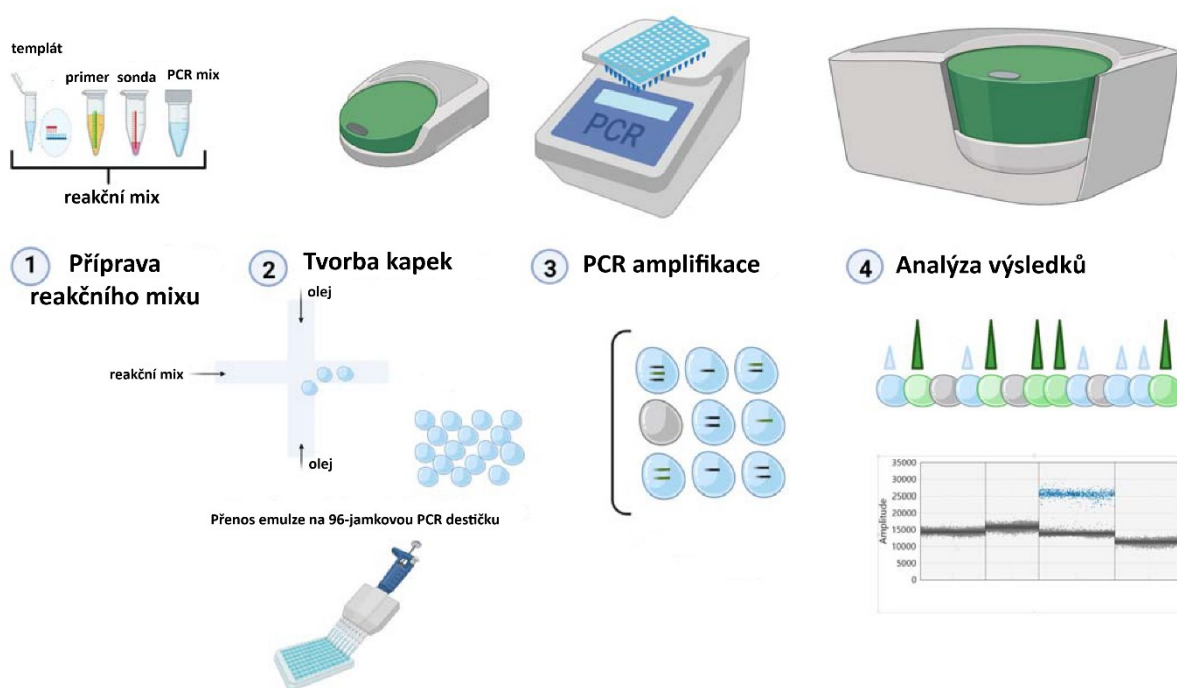 templát
primer sonda PCR mix
reakční mix
PCR
1 Příprava
reakčního mixu
2 Tvorba kapek
olej
reakční mix
olej
Přenos emulze na 96-jamkovou PCR destičku
3 PCR amplifikace
4 Analýza výsledků
Amplitude
35000
30000
25000
20000
15000
10000
5000
0